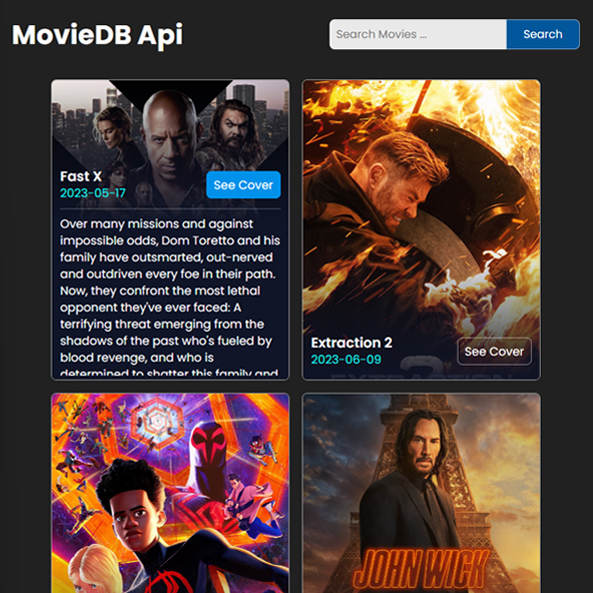 MovieDB Api
Search Movies ...
Search
Fast X
2023-05-17
See Cover
Over many missions and against
impossible odds, Dom Toretto and his
family have outsmarted, out-nerved
and outdriven every foe in their path.
Now, they confront the most lethal
opponent they've ever faced: A
terrifying threat emerging from the
shadows of the past who's fueled by
blood revenge, and who is
determined to shatter this family and
Extraction 2
2023-06-09
See Cover
EXTRACTION
2
JOHN WICK